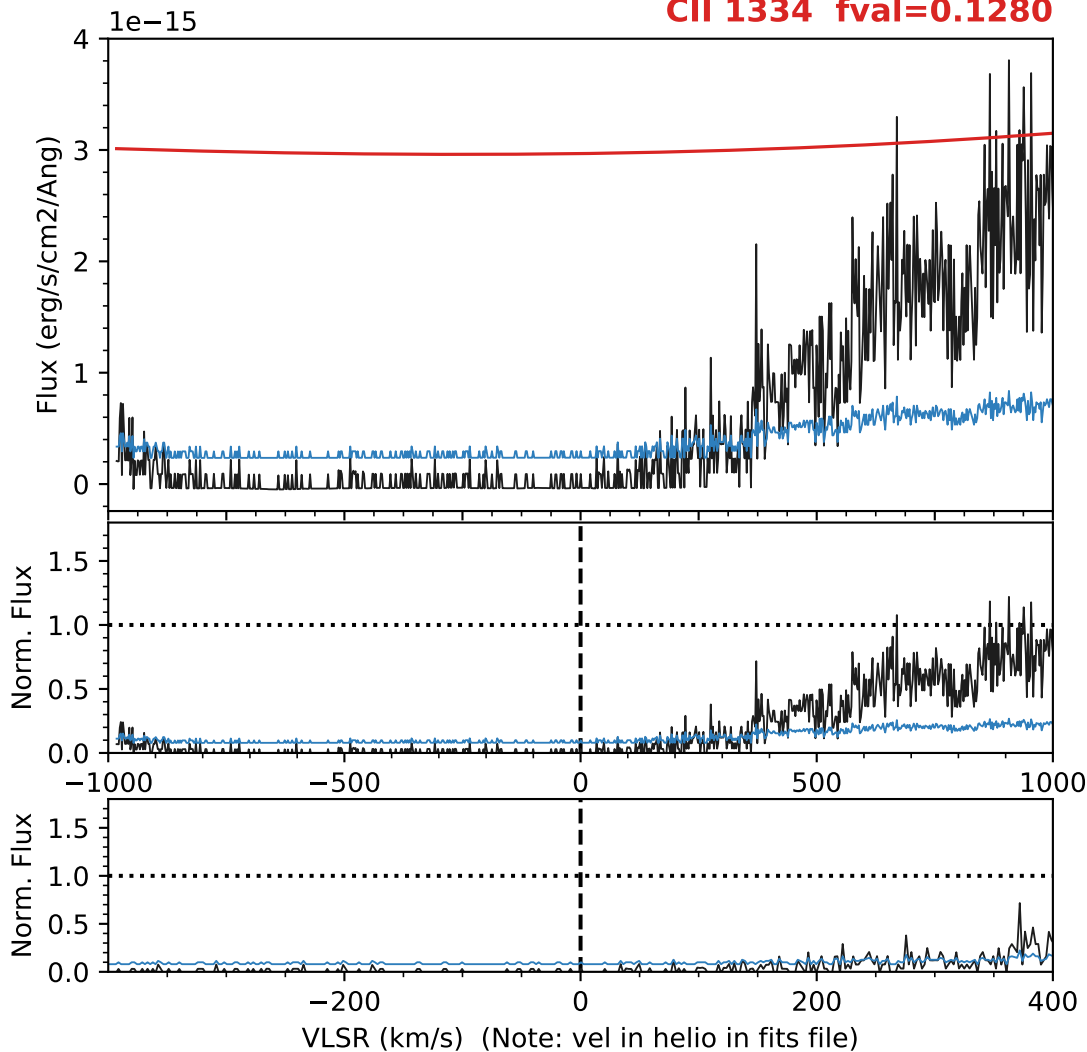 CII 1334 fval=0.1280
1e−15
4
3
2
1
0
Flux (erg/s/cm2/Ang)
1.5
1.0
0.5
0.0
Norm. Flux
−1000 −500 0 500 1000
1.5
1.0
0.5
0.0
Norm. Flux
−200 0 200 400
VLSR (km/s) (Note: vel in helio in fits file)